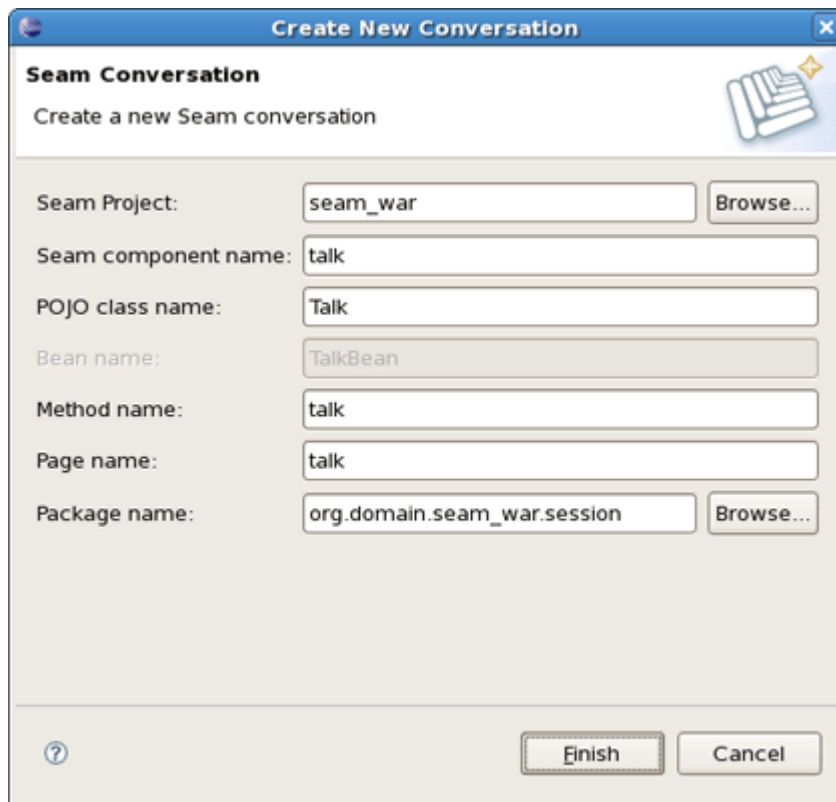 Create New Conversation
Seam Conversation
Create a new Seam conversation
Seam Project: seam_war Browse...
Seam component name: talk
POJO class name: Talk
Bean name: TalkBean
Method name: talk
Page name: talk
Package name: org.domain.seam_war.session Browse...
? Finish Cancel